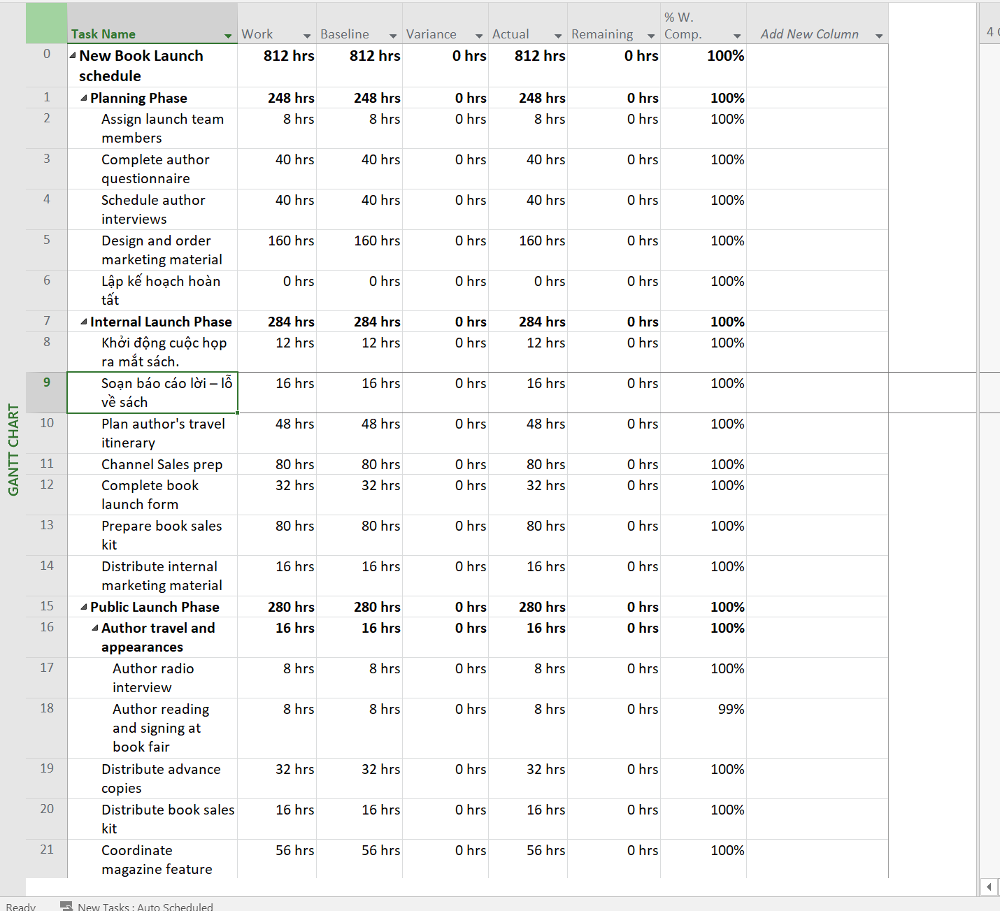 Task Name Work Baseline Variance Actual Remaining % W. Comp. Add New Column 4
0 New Book Launch schedule 812 hrs 812 hrs 0 hrs 812 hrs 0 hrs 100%
1 Planning Phase 248 hrs 248 hrs 0 hrs 248 hrs 0 hrs 100%
2 Assign launch team members 8 hrs 8 hrs 0 hrs 8 hrs 0 hrs 100%
3 Complete author questionnaire 40 hrs 40 hrs 0 hrs 40 hrs 0 hrs 100%
4 Schedule author interviews 40 hrs 40 hrs 0 hrs 40 hrs 0 hrs 100%
5 Design and order marketing material 160 hrs 160 hrs 0 hrs 160 hrs 0 hrs 100%
6 Lập kế hoạch hoàn tất 0 hrs 0 hrs 0 hrs 0 hrs 0 hrs 100%
7 Internal Launch Phase 284 hrs 284 hrs 0 hrs 284 hrs 0 hrs 100%
8 Khởi động cuộc họp ra mắt sách. 12 hrs 12 hrs 0 hrs 12 hrs 0 hrs 100%
9 Soạn báo cáo lời – lỗ về sách 16 hrs 16 hrs 0 hrs 16 hrs 0 hrs 100%
10 Plan author's travel itinerary 48 hrs 48 hrs 0 hrs 48 hrs 0 hrs 100%
11 Channel Sales prep 80 hrs 80 hrs 0 hrs 80 hrs 0 hrs 100%
12 Complete book launch form 32 hrs 32 hrs 0 hrs 32 hrs 0 hrs 100%
13 Prepare book sales kit 80 hrs 80 hrs 0 hrs 80 hrs 0 hrs 100%
14 Distribute internal marketing material 16 hrs 16 hrs 0 hrs 16 hrs 0 hrs 100%
15 Public Launch Phase 280 hrs 280 hrs 0 hrs 280 hrs 0 hrs 100%
16 Author travel and appearances 16 hrs 16 hrs 0 hrs 16 hrs 0 hrs 100%
17 Author radio interview 8 hrs 8 hrs 0 hrs 8 hrs 0 hrs 100%
18 Author reading and signing at book fair 8 hrs 8 hrs 0 hrs 8 hrs 0 hrs 99%
19 Distribute advance copies 32 hrs 32 hrs 0 hrs 32 hrs 0 hrs 100%
20 Distribute book sales kit 16 hrs 16 hrs 0 hrs 16 hrs 0 hrs 100%
21 Coordinate magazine feature 56 hrs 56 hrs 0 hrs 56 hrs 0 hrs 100%
GANTT CHART
Ready New Tasks : Auto Scheduled